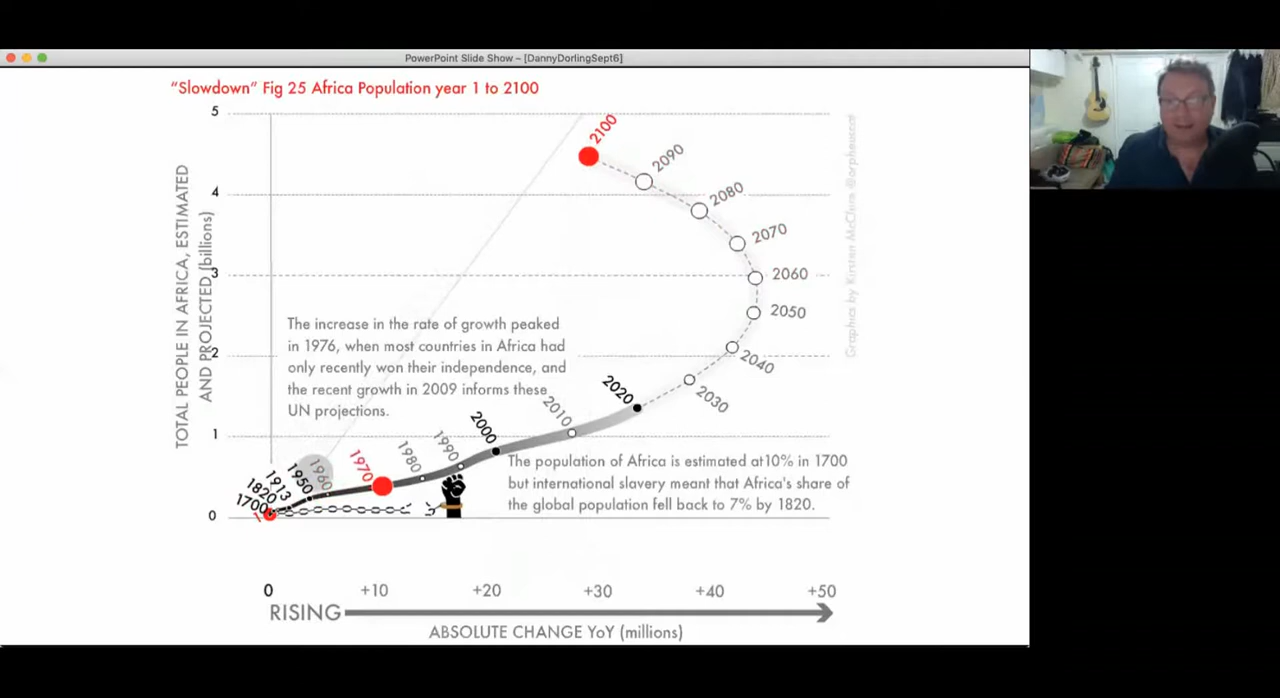 PowerPoint Slide Show ~ [DannyDorlingSept6]
“Slowdown” Fig 25 Africa Population year 1 to 2100
TOTAL PEOPLE IN AFRICA, ESTIMATED
AND PROJECTED (billions)
5
4
3
2
1
0
2100
2090
2080
2070
2060
2050
2040
2030
2020
2010
2000
1990
1980
1970
1960
1950
1913
1820
1700
1
The increase in the rate of growth peaked
in 1976, when most countries in Africa had
only recently won their independence, and
the recent growth in 2009 informs these
UN projections.
The population of Africa is estimated at10% in 1700
but international slavery meant that Africa's share of
the global population fell back to 7% by 1820.
Graphics by Kirsten McClure @orpheuscat
0 +10 +20 +30 +40 +50
RISING
ABSOLUTE CHANGE YoY (millions)